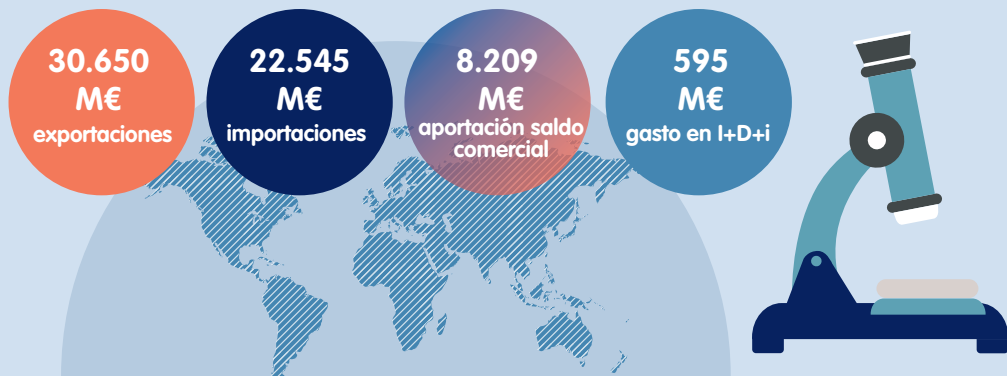 30.650
M€
exportaciones
22.545
M€
importaciones
8.209
M€
aportación saldo
comercial
595
M€
gasto en I+D+i